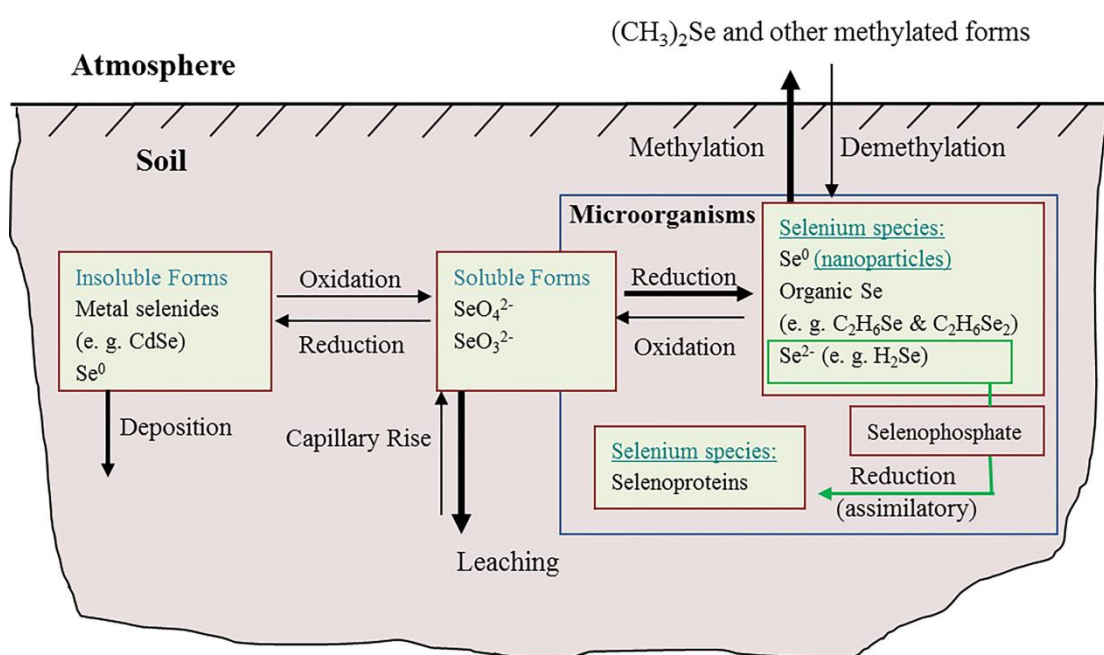 (CH₃)₂Se and other methylated forms
Atmosphere
Soil
Methylation
Demethylation
Microorganisms
Insoluble Forms
Metal selenides
(e. g. CdSe)
Se⁰
Oxidation
Reduction
Soluble Forms
SeO₄²⁻
SeO₃²⁻
Reduction
Oxidation
Selenium species:
Se⁰ (nanoparticles)
Organic Se
(e. g. C₂H₆Se & C₂H₆Se₂)
Se²⁻ (e. g. H₂Se)
Deposition
Capillary Rise
Leaching
Selenophosphate
Selenium species:
Selenoproteins
Reduction
(assimilatory)